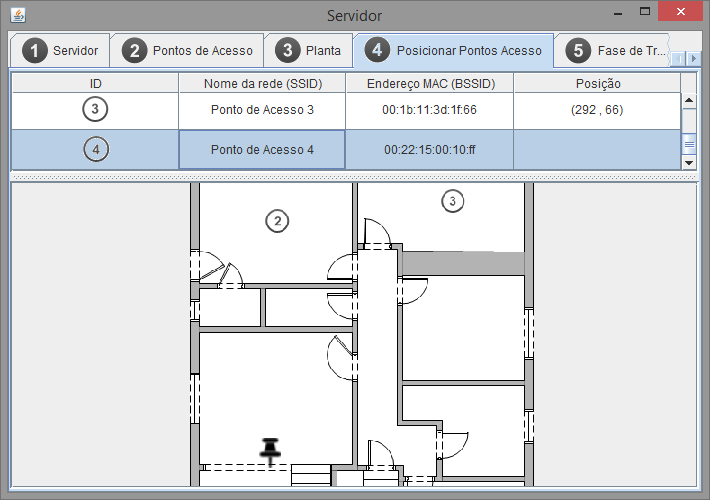 Servidor
1 Servidor 2 Pontos de Acesso 3 Planta 4 Posicionar Pontos Acesso 5 Fase de Tr...
ID Nome da rede (SSID) Endereço MAC (BSSID) Posição
3 Ponto de Acesso 3 00:1b:11:3d:1f:66 (292 , 66)
4 Ponto de Acesso 4 00:22:15:00:10:ff
2 3